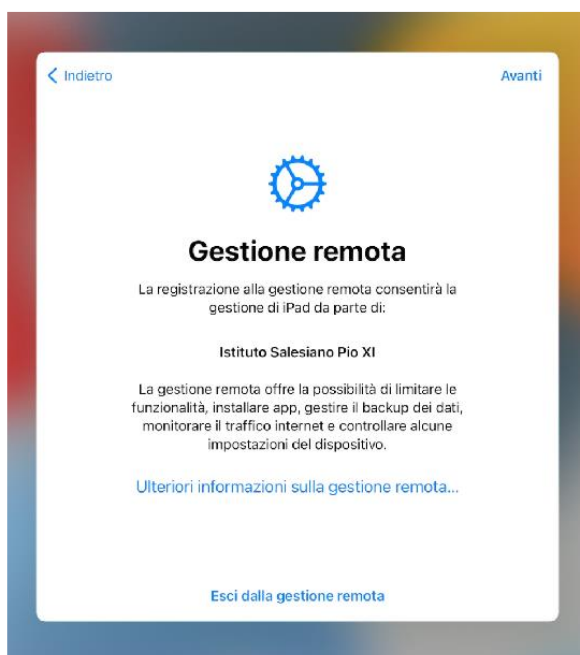 Indietro
Avanti
Gestione remota
La registrazione alla gestione remota consentirà la
gestione di iPad da parte di:
Istituto Salesiano Pio XI
La gestione remota offre la possibilità di limitare le
funzionalità, installare app, gestire il backup dei dati,
monitorare il traffico internet e controllare alcune
impostazioni del dispositivo.
Ulteriori informazioni sulla gestione remota...
Esci dalla gestione remota